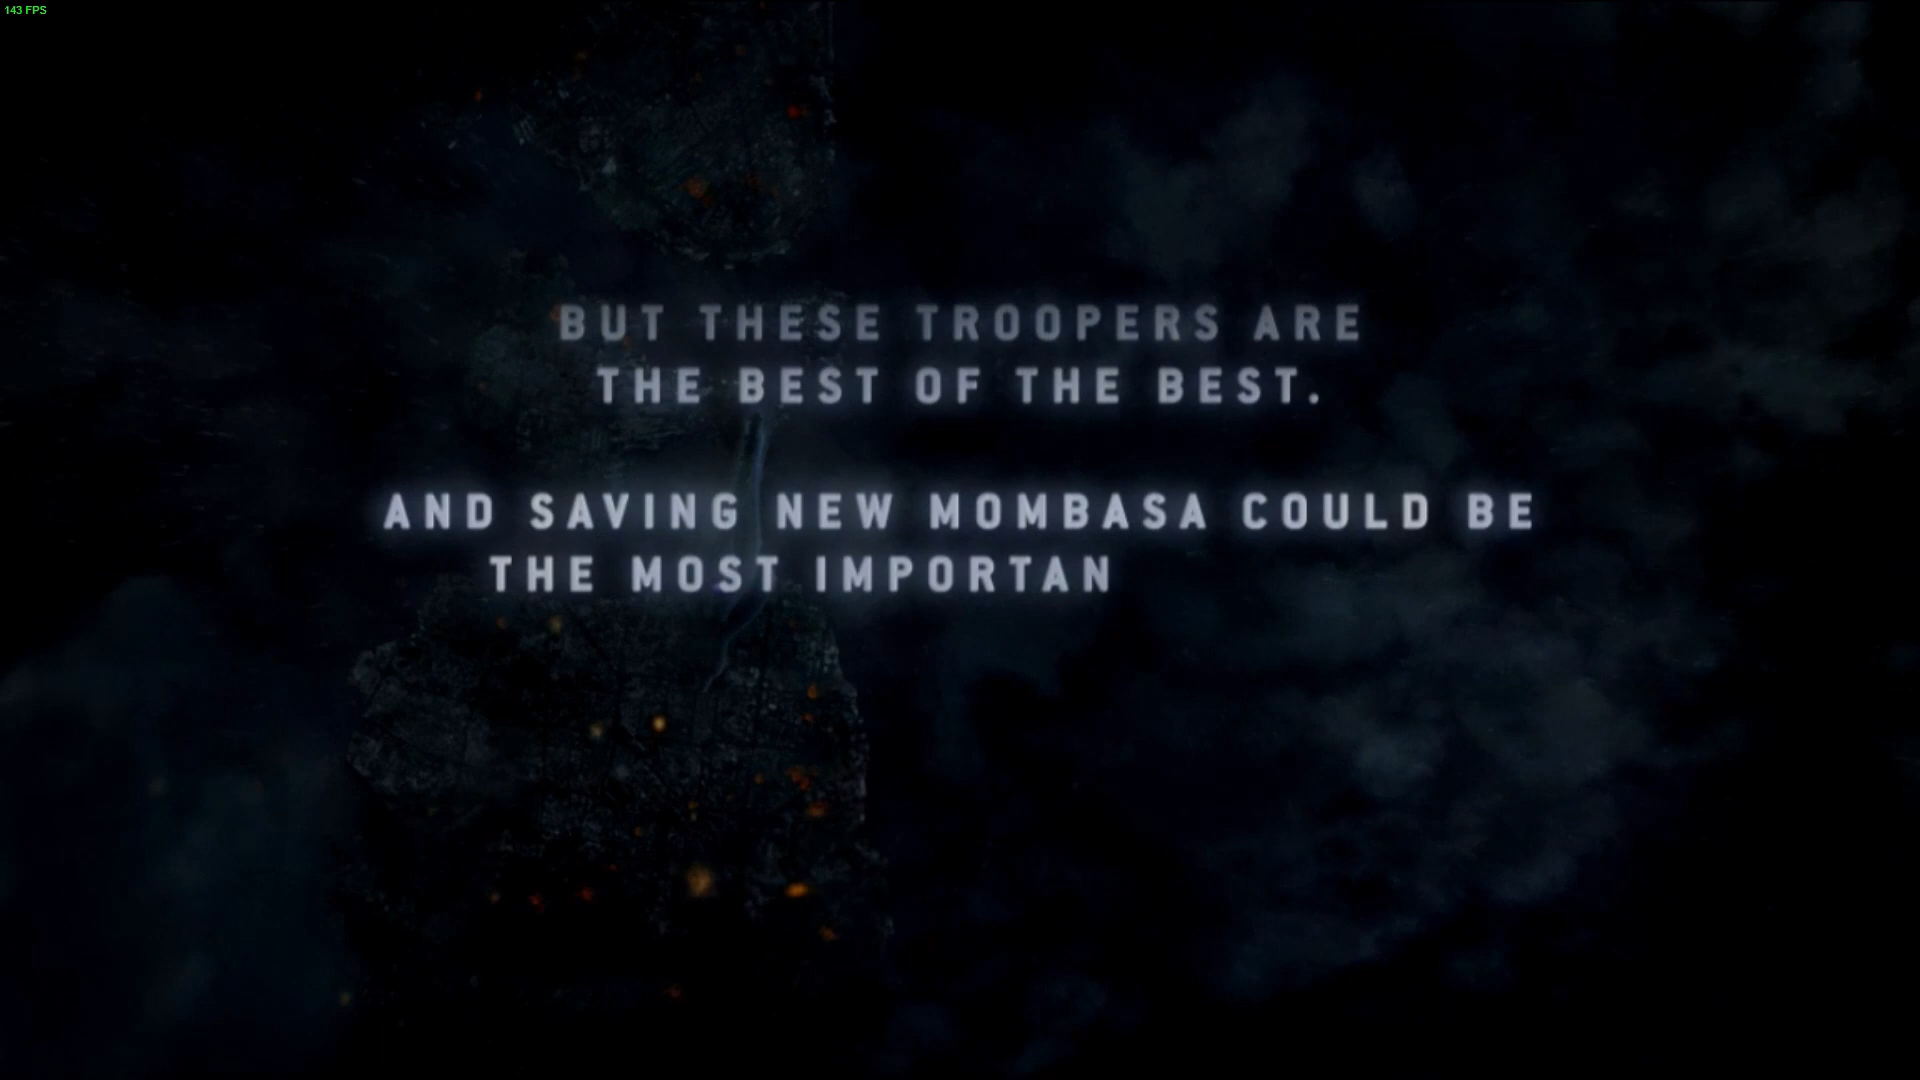 143 FPS
BUT THESE TROOPERS ARE
THE BEST OF THE BEST.
AND SAVING NEW MOMBASA COULD BE
THE MOST IMPORTAN